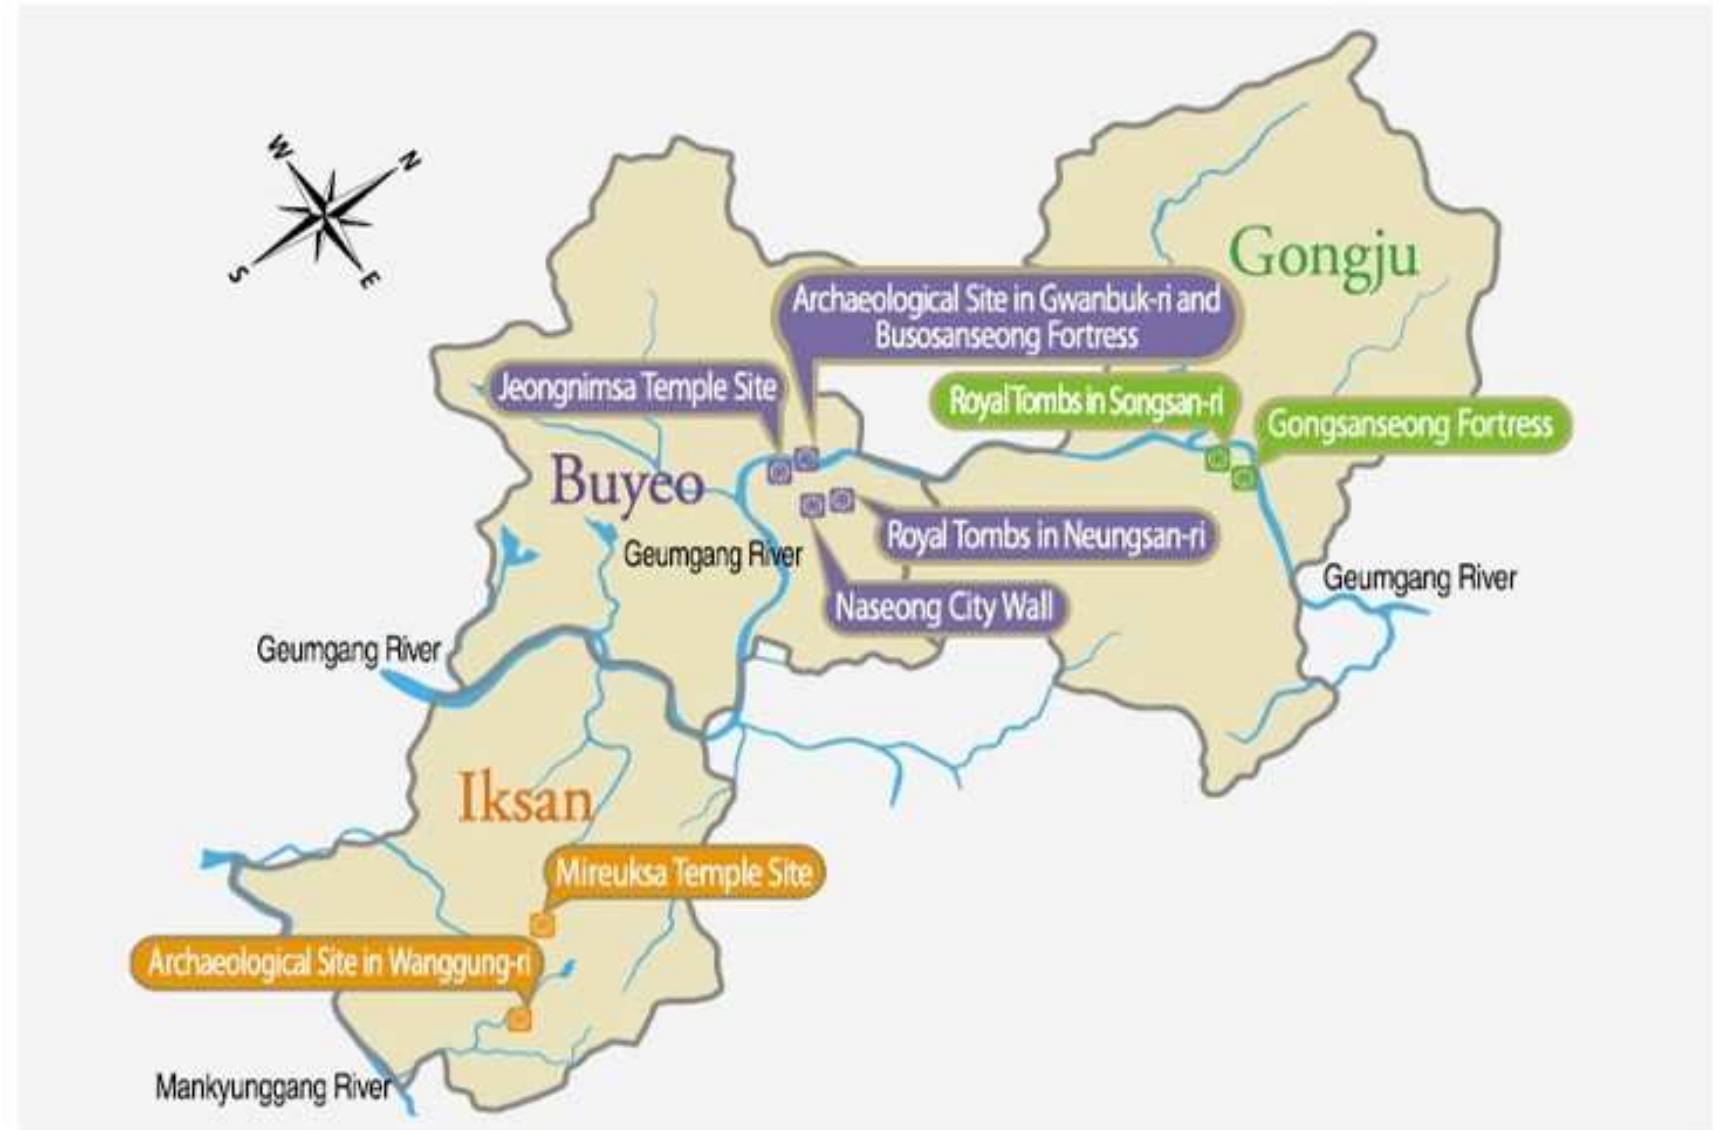 W
N
S
E
Gongju
Archaeological Site in Gwanbuk-ri and
Busosanseong Fortress
Jeongnimsa Temple Site
Royal Tombs in Songsan-ri
Gongsanseong Fortress
Buyeo
Royal Tombs in Neungsan-ri
Geumgang River
Geumgang River
Naseong City Wall
Geumgang River
Iksan
Mireuksa Temple Site
Archaeological Site in Wanggung-ri
Mankyunggang River